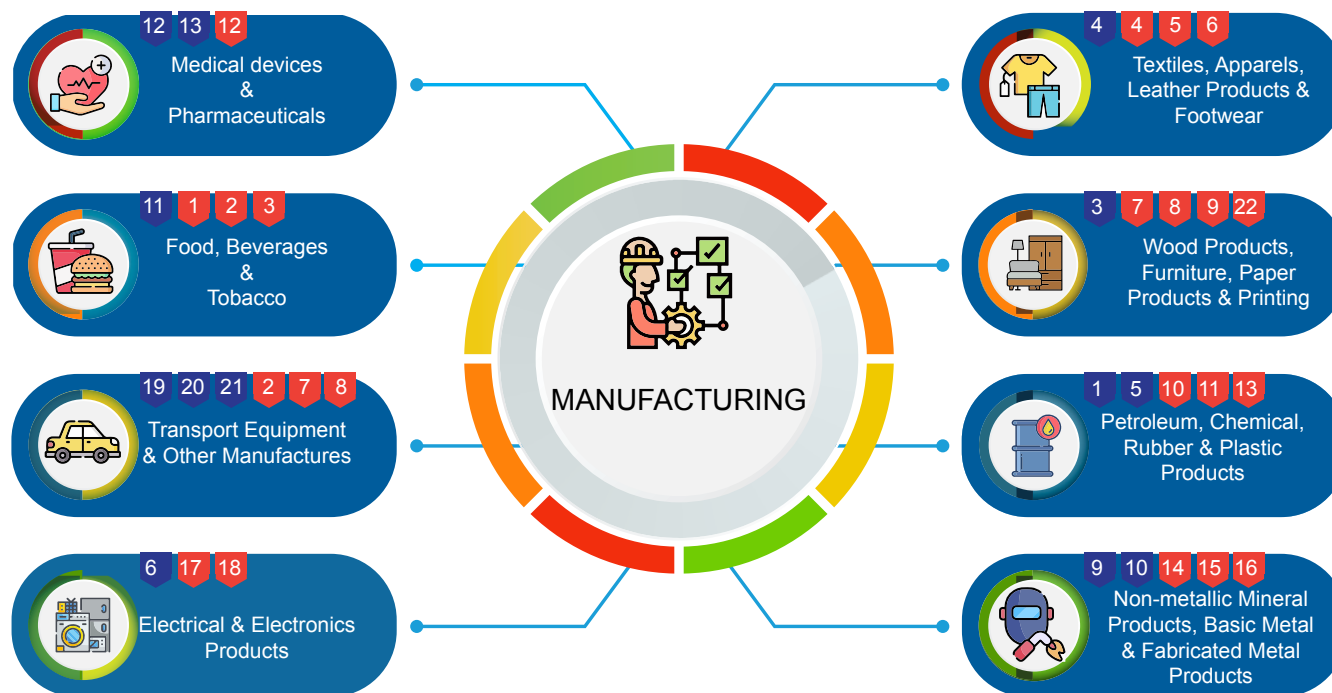 12 13 12
Medical devices
&
Pharmaceuticals
11 1 2 3
Food, Beverages
&
Tobacco
19 20 21 2 7 8
Transport Equipment
& Other Manufactures
6 17 18
Electrical & Electronics
Products
MANUFACTURING
4 4 5 6
Textiles, Apparels,
Leather Products &
Footwear
3 7 8 9 22
Wood Products,
Furniture, Paper
Products & Printing
1 5 10 11 13
Petroleum, Chemical,
Rubber & Plastic
Products
9 10 14 15 16
Non-metallic Mineral
Products, Basic Metal
& Fabricated Metal
Products